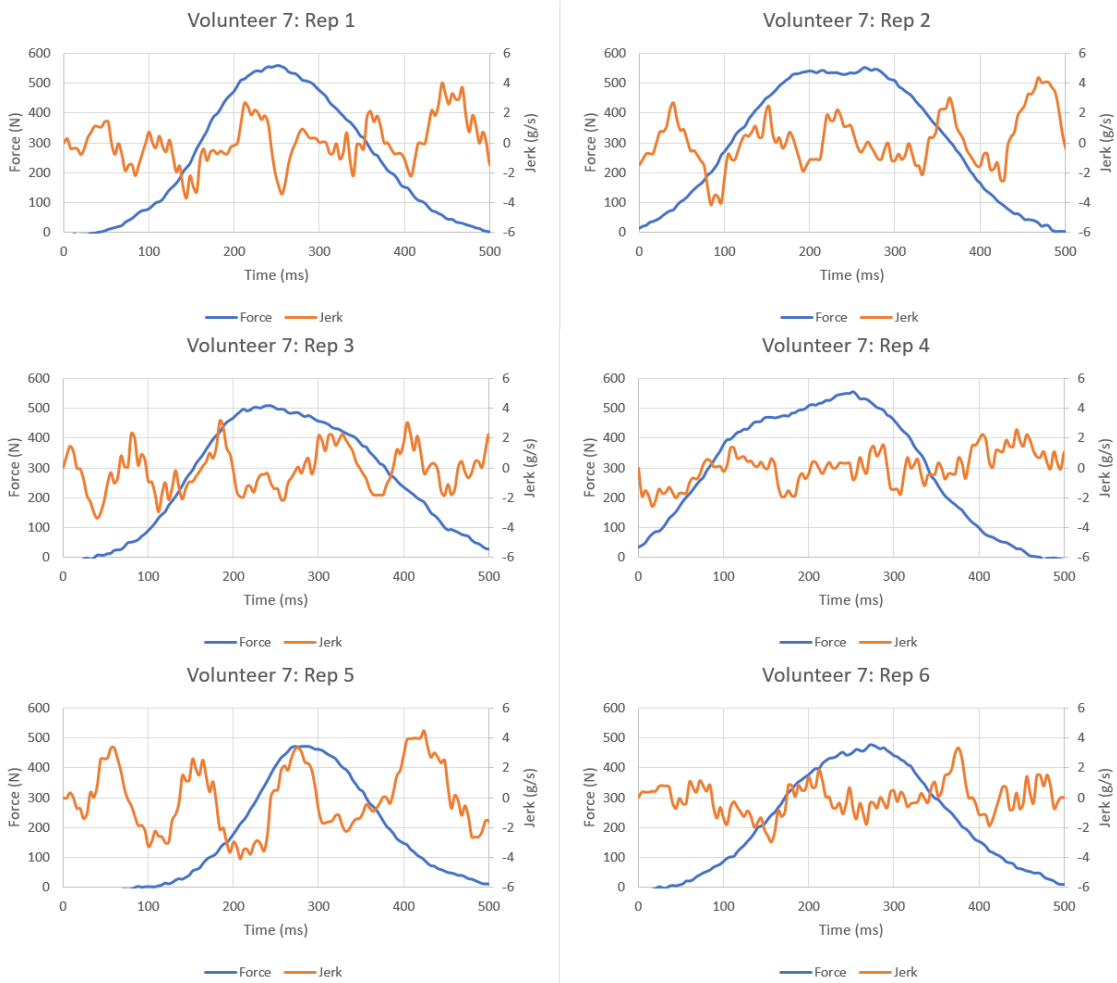 Volunteer 7: Rep 1
600
500
400
300
200
100
0
Force (N)
6
4
2
0
-2
-4
-6
Jerk (g/s)
0 100 200 300 400 500
Time (ms)
Force Jerk
Volunteer 7: Rep 2
600
500
400
300
200
100
0
Force (N)
6
4
2
0
-2
-4
-6
Jerk (g/s)
0 100 200 300 400 500
Time (ms)
Force Jerk
Volunteer 7: Rep 3
600
500
400
300
200
100
0
Force (N)
6
4
2
0
-2
-4
-6
Jerk (g/s)
0 100 200 300 400 500
Time (ms)
Force Jerk
Volunteer 7: Rep 4
600
500
400
300
200
100
0
Force (N)
6
4
2
0
-2
-4
-6
Jerk (g/s)
0 100 200 300 400 500
Time (ms)
Force Jerk
Volunteer 7: Rep 5
600
500
400
300
200
100
0
Force (N)
6
4
2
0
-2
-4
-6
Jerk (g/s)
0 100 200 300 400 500
Time (ms)
Force Jerk
Volunteer 7: Rep 6
600
500
400
300
200
100
0
Force (N)
6
4
2
0
-2
-4
-6
Jerk (g/s)
0 100 200 300 400 500
Time (ms)
Force Jerk